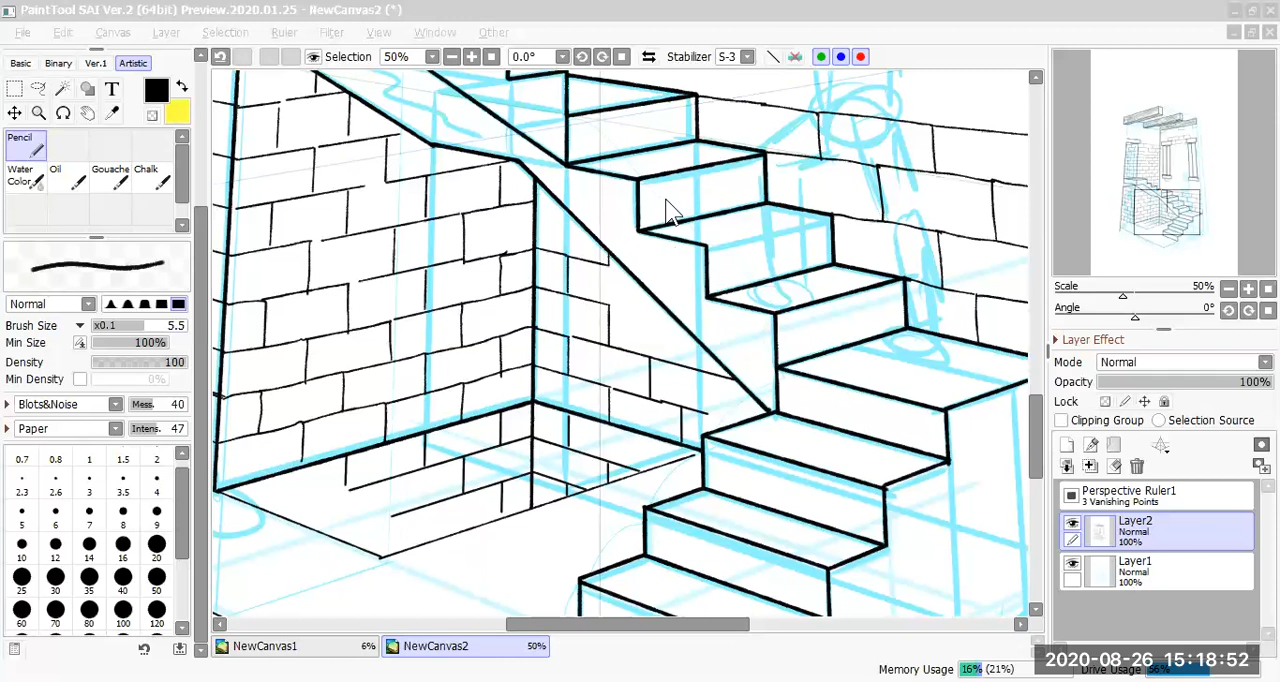 PaintTool SAI Ver.2 (64bit) Preview.2020.01.25 - NewCanvas2 (*)
File Edit Canvas Layer Selection Ruler Filter View Window Other
Selection 50% 0.0° Stabilizer S-3
Basic Binary Ver.1 Artistic
T
Pencil
Water Color Oil Gouache Chalk
Normal
Brush Size x0.1 5.5
Min Size 100%
Density 100
Min Density 0%
Blots&Noise Mess. 40
Paper Intens. 47
0.7 0.8 1 1.5 2
2.3 2.6 3 3.5 4
5 6 7 8 9
10 12 14 16 20
25 30 35 40 50
60 70 80 100 120
NewCanvas1 6% NewCanvas2 50%
Scale 50%
Angle 0°
Layer Effect
Mode Normal
Opacity 100%
Lock
Clipping Group Selection Source
Perspective Ruler1
3 Vanishing Points
Layer2
Normal
100%
Layer1
Normal
100%
Memory Usage 16% (21%) Drive Usage 56%
2020-08-26 15:18:52